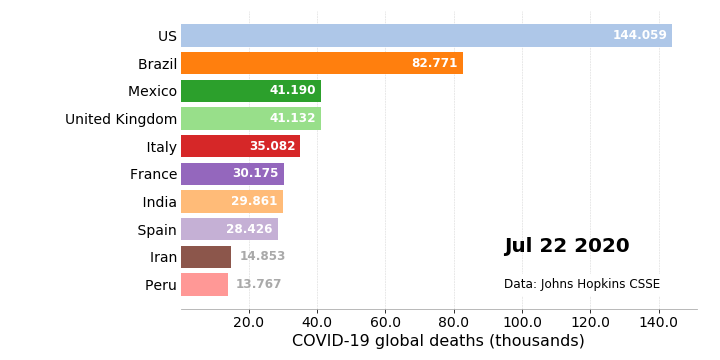 US 144.059
Brazil 82.771
Mexico 41.190
United Kingdom 41.132
Italy 35.082
France 30.175
India 29.861
Spain 28.426
Iran 14.853
Peru 13.767
Jul 22 2020
Data: Johns Hopkins CSSE
20.0 40.0 60.0 80.0 100.0 120.0 140.0
COVID-19 global deaths (thousands)